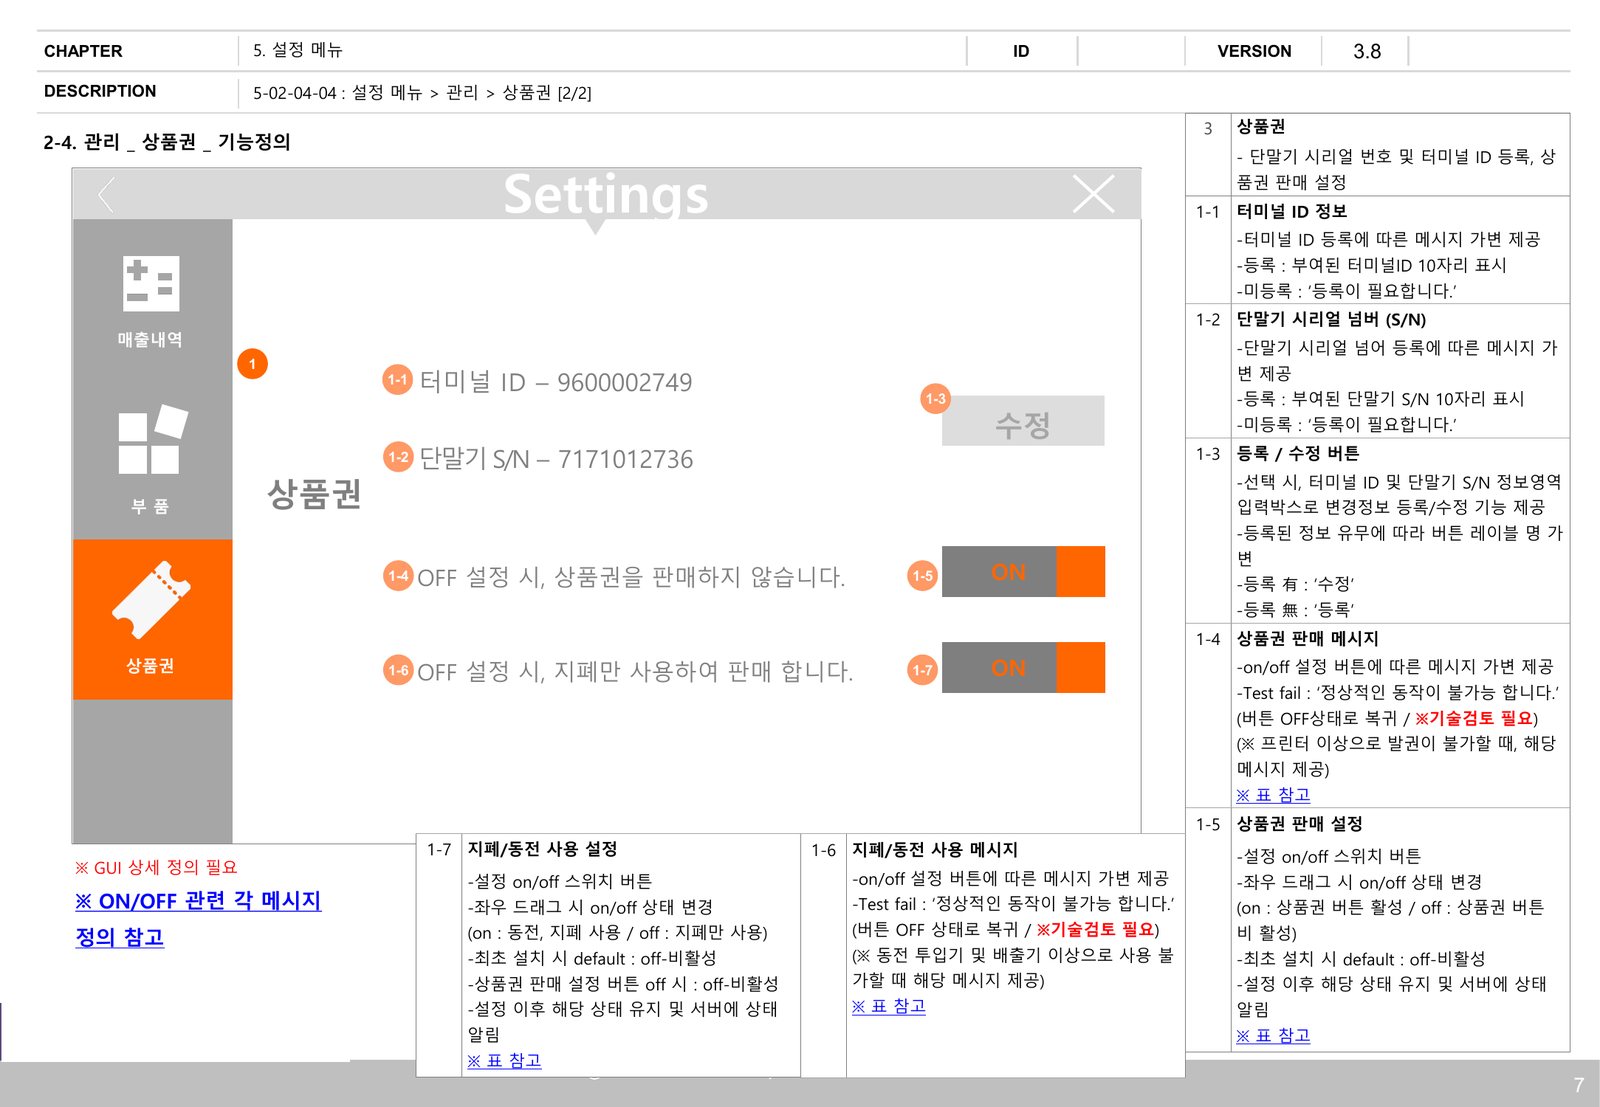 CHAPTER
5. 설정 메뉴
ID
VERSION
3.8
DESCRIPTION
5-02-04-04 : 설정 메뉴 > 관리 > 상품권 [2/2]
2-4. 관리 _ 상품권 _ 기능정의
Settings
매출내역
부 품
상품권
1
상품권
1-1 터미널 ID – 9600002749
1-2 단말기 S/N – 7171012736
1-3
수정
1-4 OFF 설정 시, 상품권을 판매하지 않습니다.
1-5 ON
1-6 OFF 설정 시, 지폐만 사용하여 판매 합니다.
1-7 ON
※ GUI 상세 정의 필요
※ ON/OFF 관련 각 메시지
정의 참고
1-7 지폐/동전 사용 설정
-설정 on/off 스위치 버튼
-좌우 드래그 시 on/off 상태 변경
(on : 동전, 지폐 사용 / off : 지폐만 사용)
-최초 설치 시 default : off-비활성
-상품권 판매 설정 버튼 off 시 : off-비활성
-설정 이후 해당 상태 유지 및 서버에 상태
알림
※ 표 참고
1-6 지폐/동전 사용 메시지
-on/off 설정 버튼에 따른 메시지 가변 제공
-Test fail : ‘정상적인 동작이 불가능 합니다.’
(버튼 OFF 상태로 복귀 / ※기술검토 필요)
(※ 동전 투입기 및 배출기 이상으로 사용 불
가할 때 해당 메시지 제공)
※ 표 참고
3 상품권
- 단말기 시리얼 번호 및 터미널 ID 등록, 상
품권 판매 설정
1-1 터미널 ID 정보
-터미널 ID 등록에 따른 메시지 가변 제공
-등록 : 부여된 터미널ID 10자리 표시
-미등록 : ‘등록이 필요합니다.’
1-2 단말기 시리얼 넘버 (S/N)
-단말기 시리얼 넘어 등록에 따른 메시지 가
변 제공
-등록 : 부여된 단말기 S/N 10자리 표시
-미등록 : ‘등록이 필요합니다.’
1-3 등록 / 수정 버튼
-선택 시, 터미널 ID 및 단말기 S/N 정보영역
입력박스로 변경정보 등록/수정 기능 제공
-등록된 정보 유무에 따라 버튼 레이블 명 가
변
-등록 有 : ‘수정’
-등록 無 : ‘등록’
1-4 상품권 판매 메시지
-on/off 설정 버튼에 따른 메시지 가변 제공
-Test fail : ‘정상적인 동작이 불가능 합니다.’
(버튼 OFF상태로 복귀 / ※기술검토 필요)
(※ 프린터 이상으로 발권이 불가할 때, 해당
메시지 제공)
※ 표 참고
1-5 상품권 판매 설정
-설정 on/off 스위치 버튼
-좌우 드래그 시 on/off 상태 변경
(on : 상품권 버튼 활성 / off : 상품권 버튼
비 활성)
-최초 설치 시 default : off-비활성
-설정 이후 해당 상태 유지 및 서버에 상태
알림
※ 표 참고
7